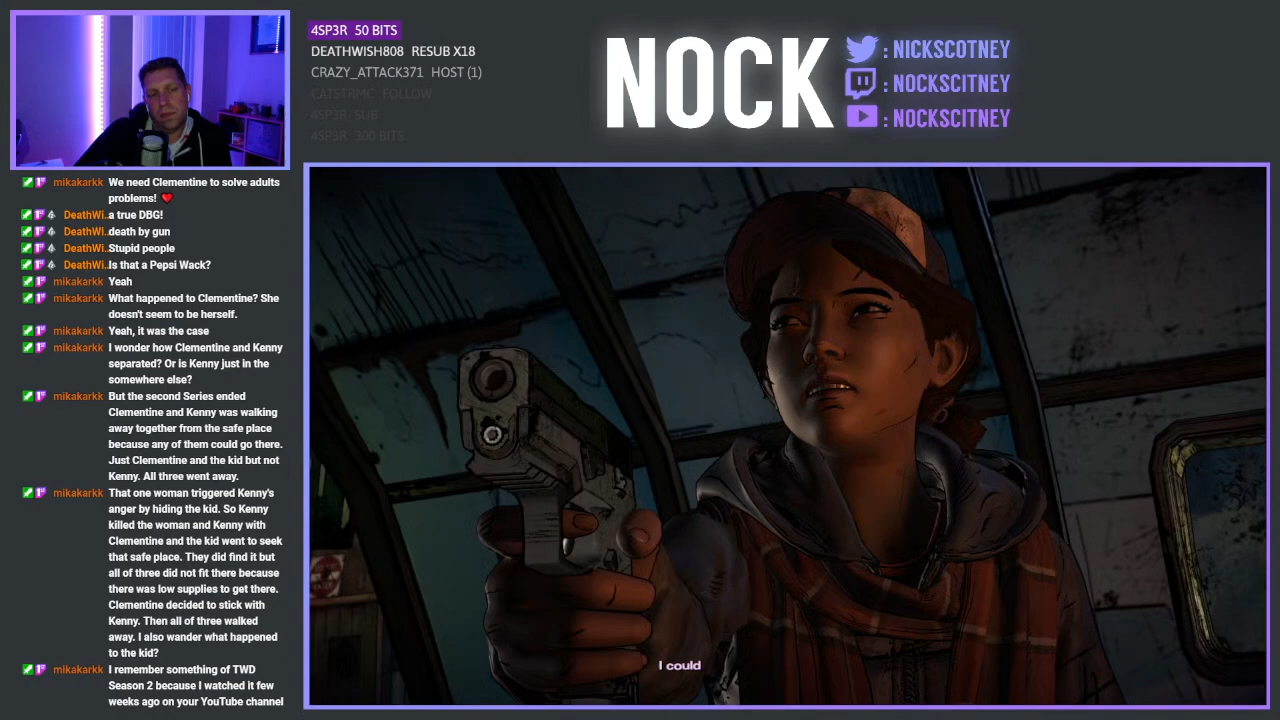 4SP3R 50 BITS
DEATHWISH808 RESUB X18
CRAZY_ATTACK371 HOST (1)
CATSTRMC FOLLOW
4SP3R SUB
4SP3R 300 BITS
NOCK
: NICKSCOTNEY
: NOCKSCITNEY
: NOCKSCITNEY
mikakarkk We need Clementine to solve adults
problems! ❤️
DeathWi.. a true DBG!
DeathWi.. death by gun
DeathWi.. Stupid people
DeathWi.. Is that a Pepsi Wack?
mikakarkk Yeah
mikakarkk What happened to Clementine? She
doesn't seem to be herself.
mikakarkk Yeah, it was the case
mikakarkk I wonder how Clementine and Kenny
separated? Or is Kenny just in the
somewhere else?
mikakarkk But the second Series ended
Clementine and Kenny was walking
away together from the safe place
because any of them could go there.
Just Clementine and the kid but not
Kenny. All three went away.
mikakarkk That one woman triggered Kenny's
anger by hiding the kid. So Kenny
killed the woman and Kenny with
Clementine and the kid went to seek
that safe place. They did find it but
all of three did not fit there because
there was low supplies to get there.
Clementine decided to stick with
Kenny. Then all of three walked
away. I also wander what happened
to the kid?
mikakarkk I remember something of TWD
Season 2 because I watched it few
weeks ago on your YouTube channel
I could